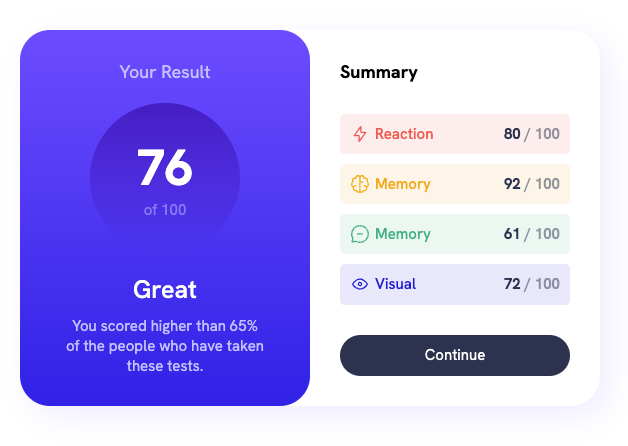 Your Result
76
of 100
Great
You scored higher than 65%
of the people who have taken
these tests.
Summary
Reaction 80 / 100
Memory 92 / 100
Memory 61 / 100
Visual 72 / 100
Continue